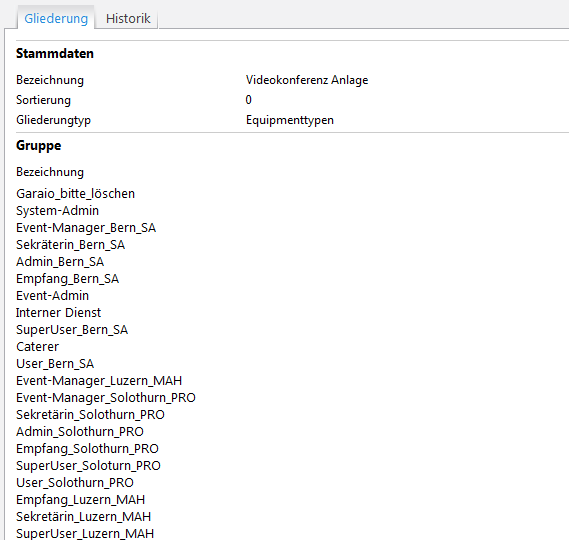 Gliederung Historik
Stammdaten
Bezeichnung Videokonferenz Anlage
Sortierung 0
Gliederungtyp Equipmenttypen
Gruppe
Bezeichnung
Garaio_bitte_löschen
System-Admin
Event-Manager_Bern_SA
Sekräterin_Bern_SA
Admin_Bern_SA
Empfang_Bern_SA
Event-Admin
Interner Dienst
SuperUser_Bern_SA
Caterer
User_Bern_SA
Event-Manager_Luzern_MAH
Event-Manager_Solothurn_PRO
Sekretärin_Solothurn_PRO
Admin_Solothurn_PRO
Empfang_Solothurn_PRO
SuperUser_Soloturn_PRO
User_Solothurn_PRO
Empfang_Luzern_MAH
Sekretärin_Luzern_MAH
SuperUser_Luzern_MAH